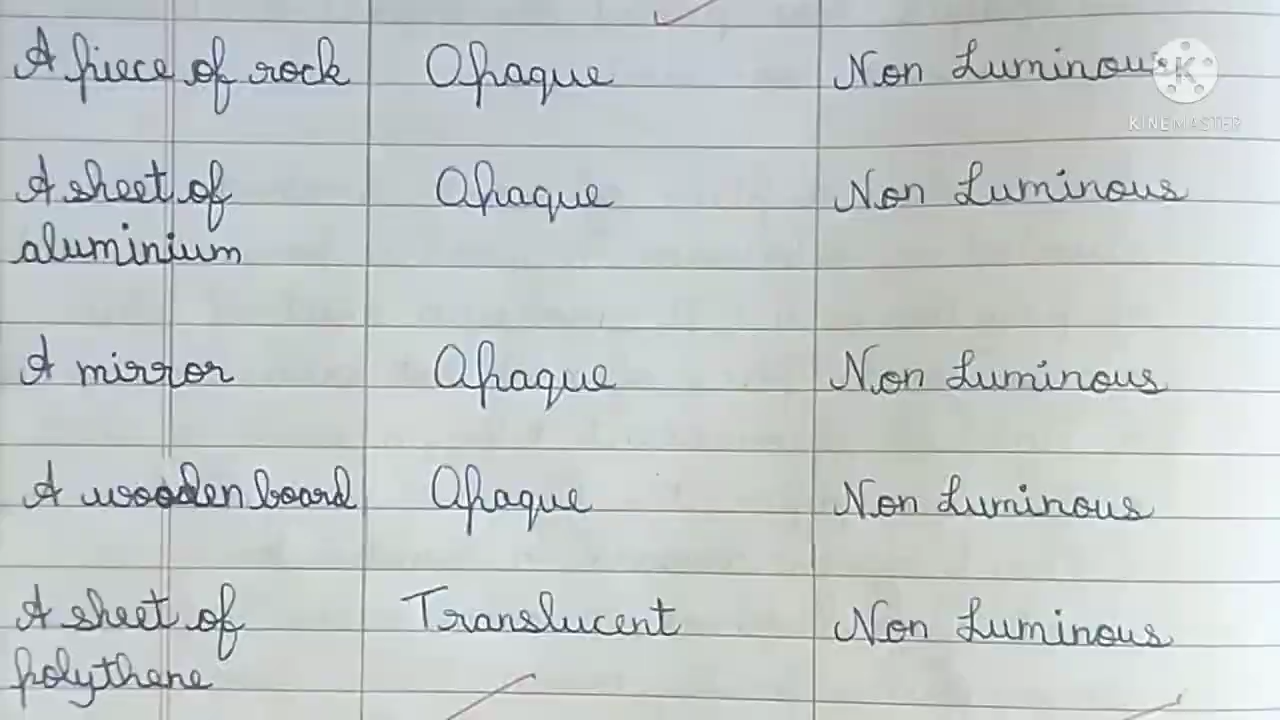 A piece of rock Opaque Non Luminous
KINEMASTER
A sheet of Opaque Non Luminous
aluminium
A mirror Opaque Non Luminous
A wooden board Opaque Non Luminous
A sheet of Translucent Non Luminous
polythene